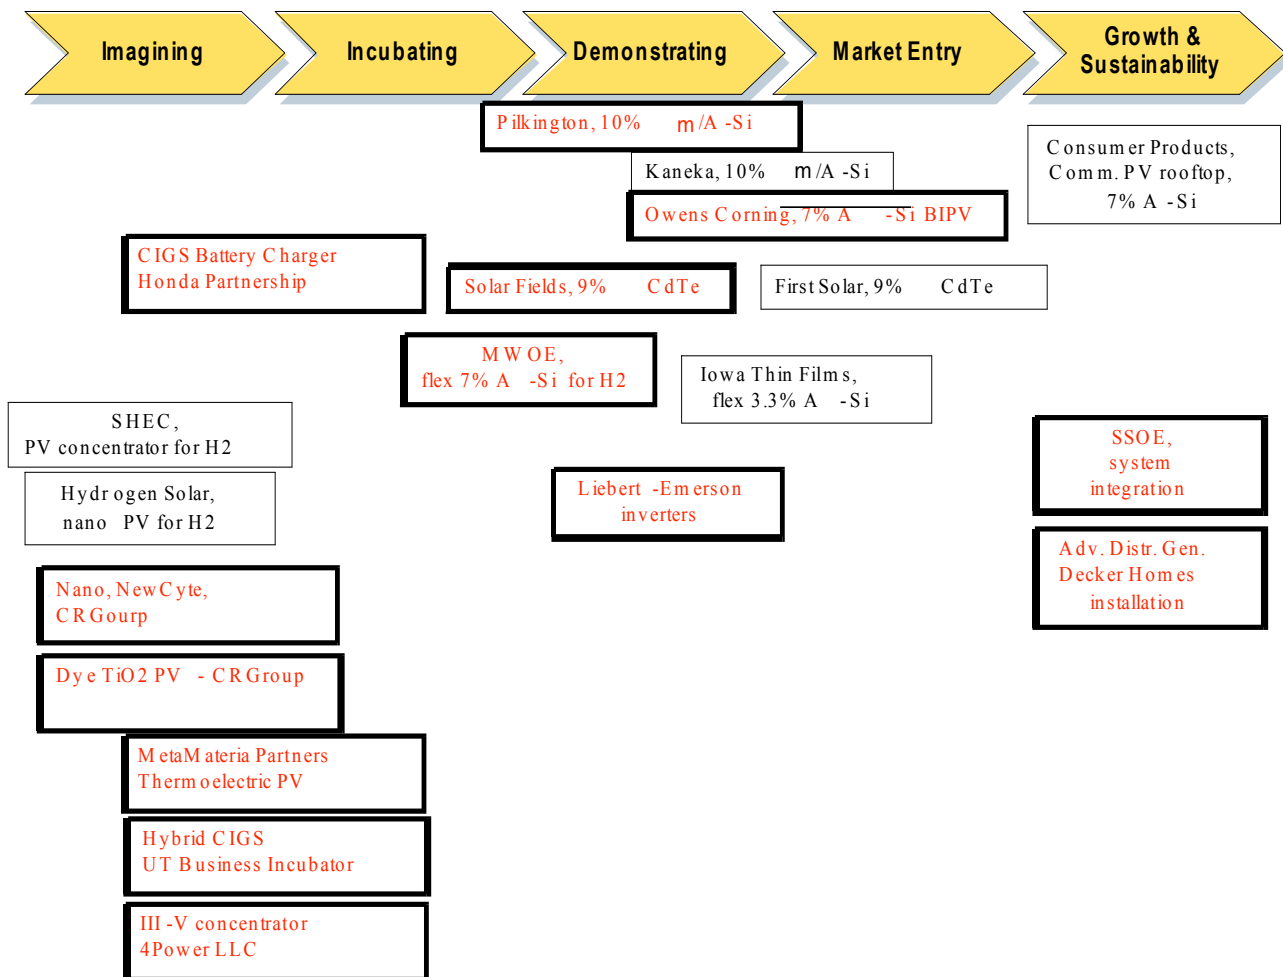 Imagining
Incubating
Demonstrating
Market Entry
Growth &
Sustainability
Pilkington, 10% m/A -Si
Kaneka, 10% m/A -Si
Consumer Products,
Comm. PV rooftop,
7% A -Si
Owens Corning, 7% A -Si BIPV
CIGS Battery Charger
Honda Partnership
Solar Fields, 9% CdTe
First Solar, 9% CdTe
MWOE,
flex 7% A -Si for H2
Iowa Thin Films,
flex 3.3% A -Si
SHEC,
PV concentrator for H2
Hydrogen Solar,
nano PV for H2
Liebert -Emerson
inverters
SSOE,
system
integration
Adv. Distr. Gen.
Decker Homes
installation
Nano, NewCyte,
CRGourp
Dye TiO2 PV - CRGroup
MetaMateria Partners
Thermoelectric PV
Hybrid CIGS
UT Business Incubator
III -V concentrator
4Power LLC